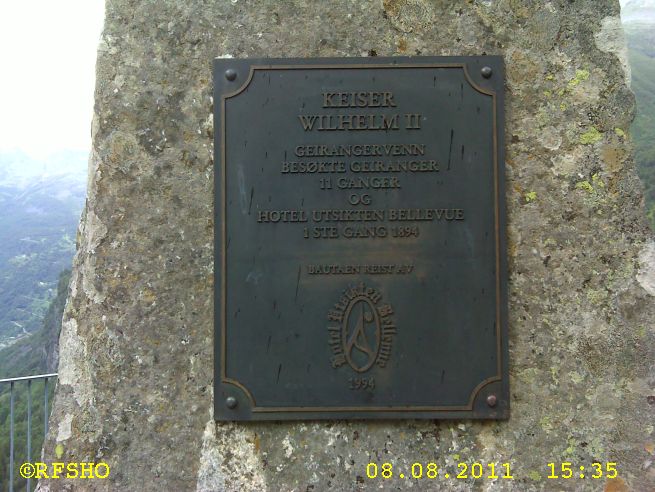 KEISER
WILHELM II
GEIRANGERVENN
BESØKTE GEIRANGER
11 GANGER
OG
HOTEL UTSIKTEN BELLEVUE
1 STE GANG 1894
BAUTAEN REIST AV
Hotel Utsikten Bellevue
1994
©RFSHO 08.08.2011 15:35